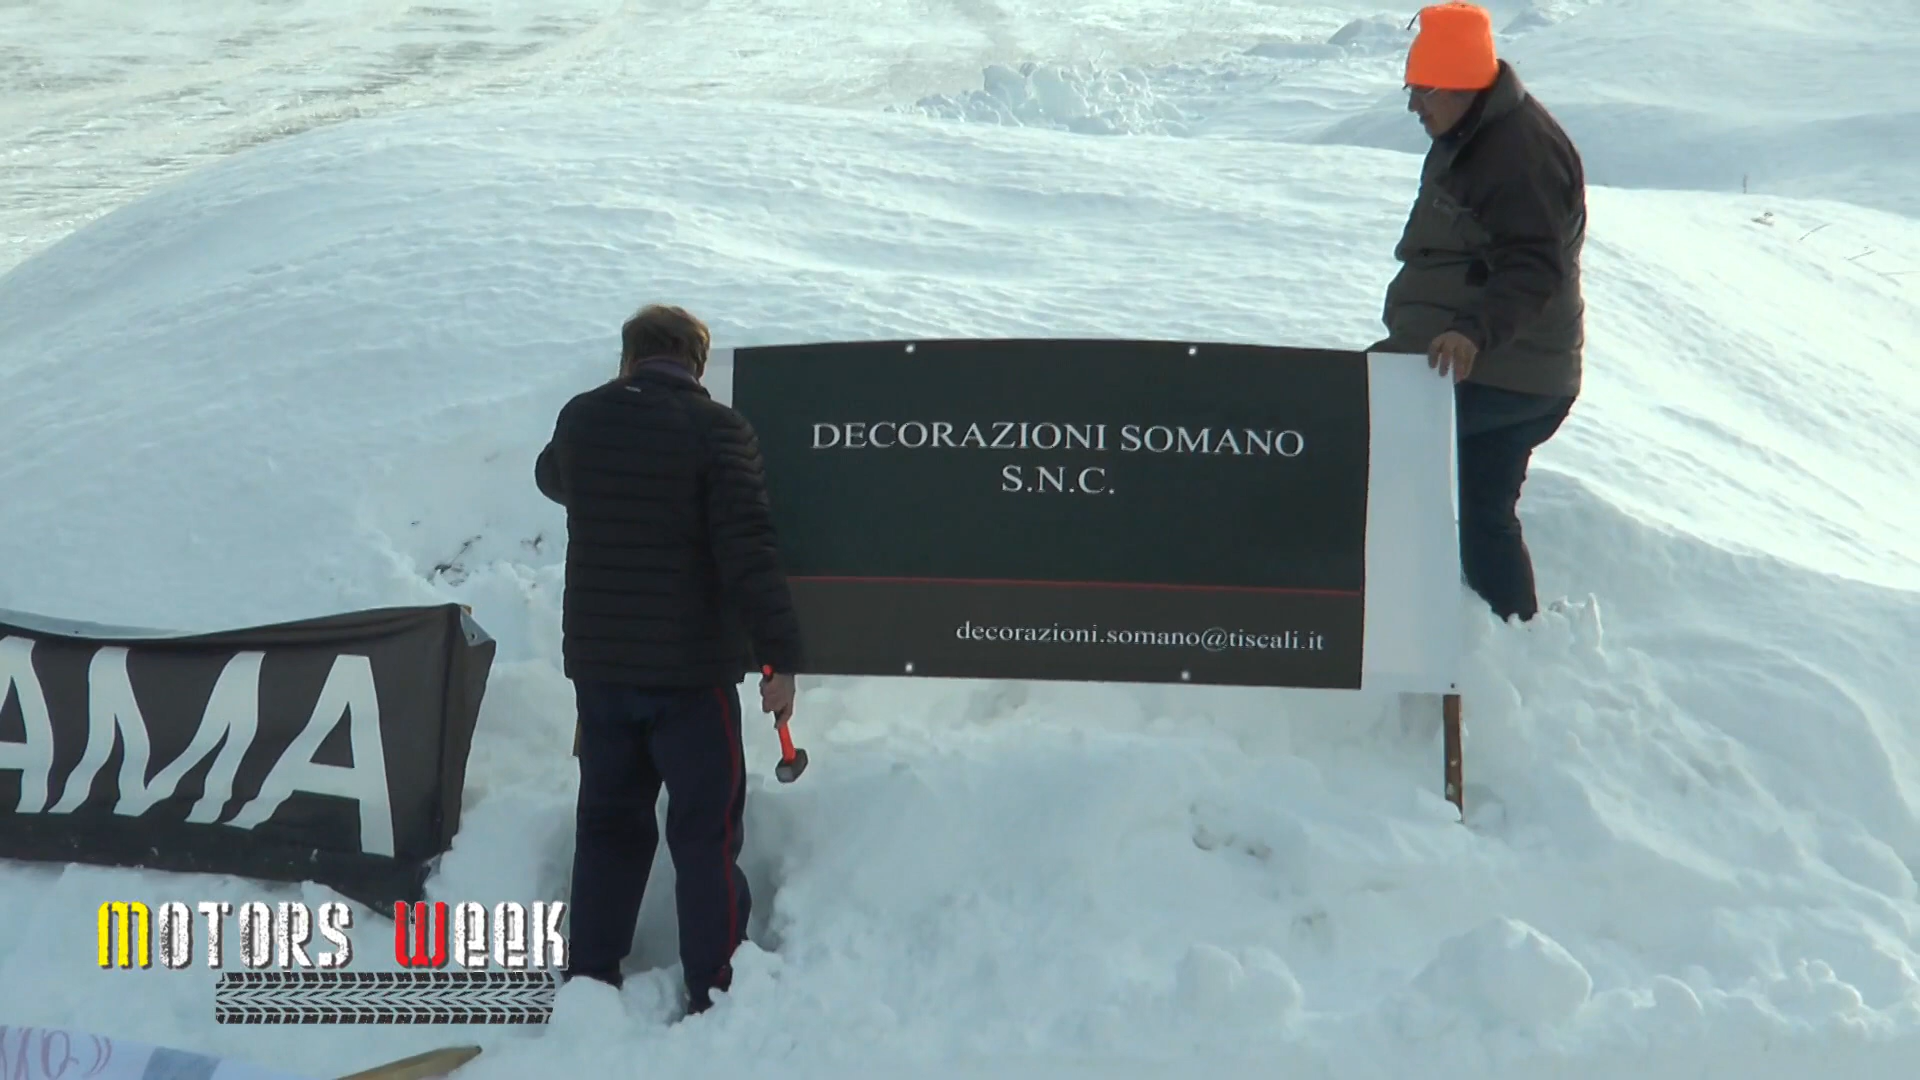 DECORAZIONI SOMANO
S.N.C.
decorazioni.somano@tiscali.it
AMA
MOTORS WEEK